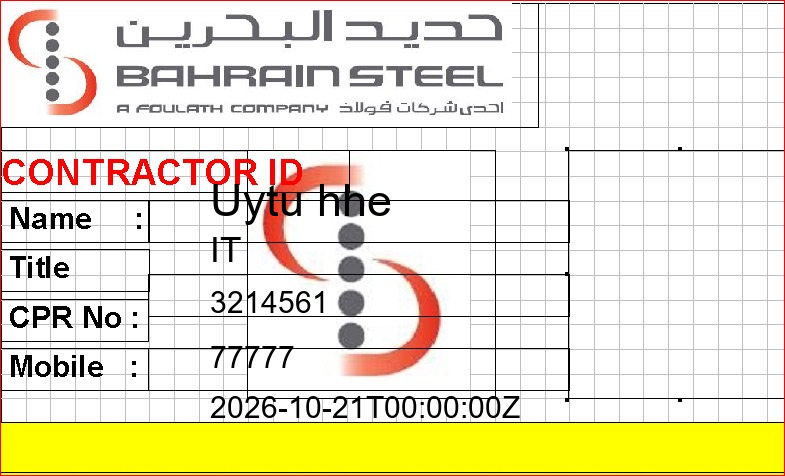 حديد البحرين
BAHRAIN STEEL
A FOULATH COMPANY احدى شركات فولاذ
CONTRACTOR ID
Name : Uytu hhe
Title IT
CPR No : 3214561
Mobile : 77777
2026-10-21T00:00:00Z